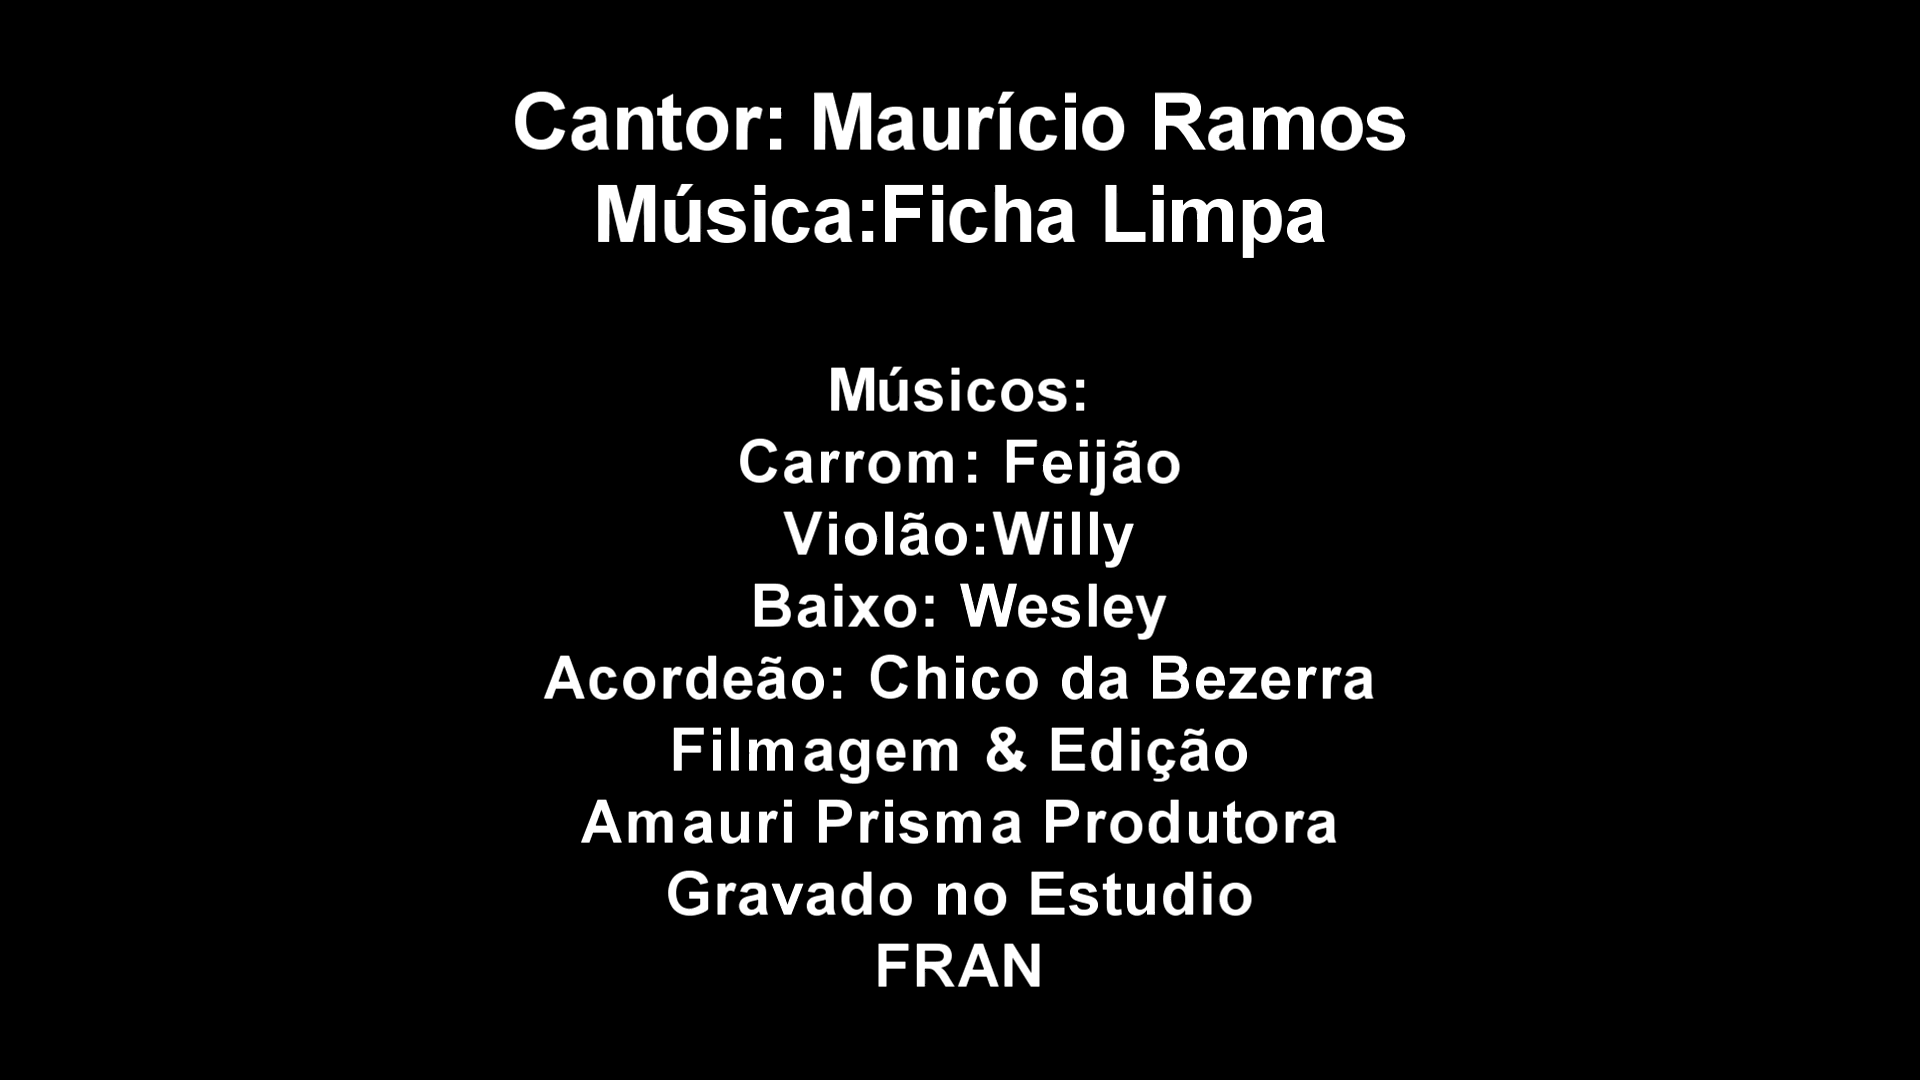 Cantor: Maurício Ramos
Música:Ficha Limpa
Músicos:
Carrom: Feijão
Violão:Willy
Baixo: Wesley
Acordeão: Chico da Bezerra
Filmagem & Edição
Amauri Prisma Produtora
Gravado no Estudio
FRAN